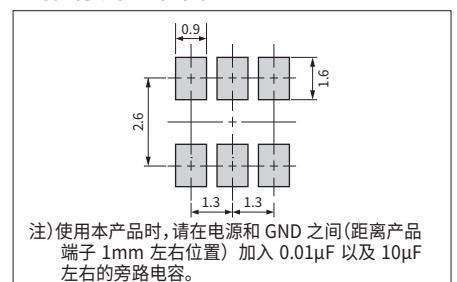 0.9
1.6
2.6
1.3 1.3
注)使用本产品时,请在电源和 GND 之间(距离产品
端子 1mm 左右位置) 加入 0.01μF 以及 10μF
左右的旁路电容。